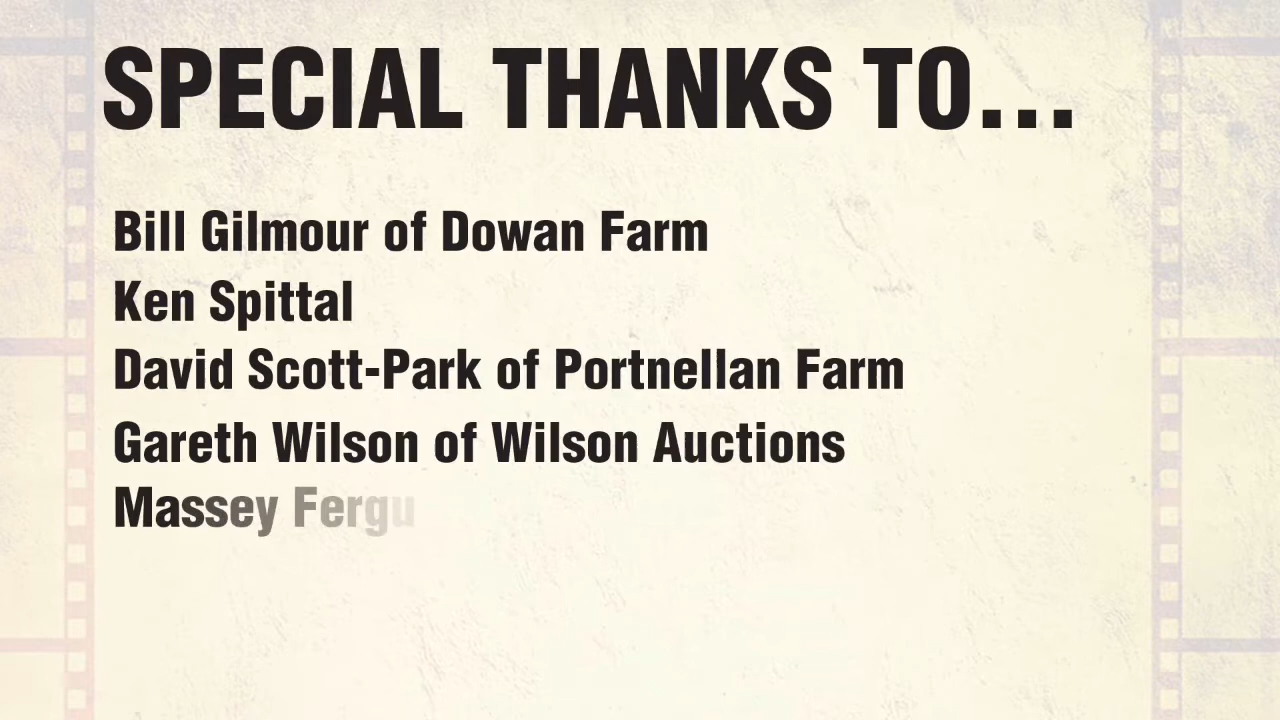 SPECIAL THANKS TO...
Bill Gilmour of Dowan Farm
Ken Spittal
David Scott-Park of Portnellan Farm
Gareth Wilson of Wilson Auctions
Massey Fergu